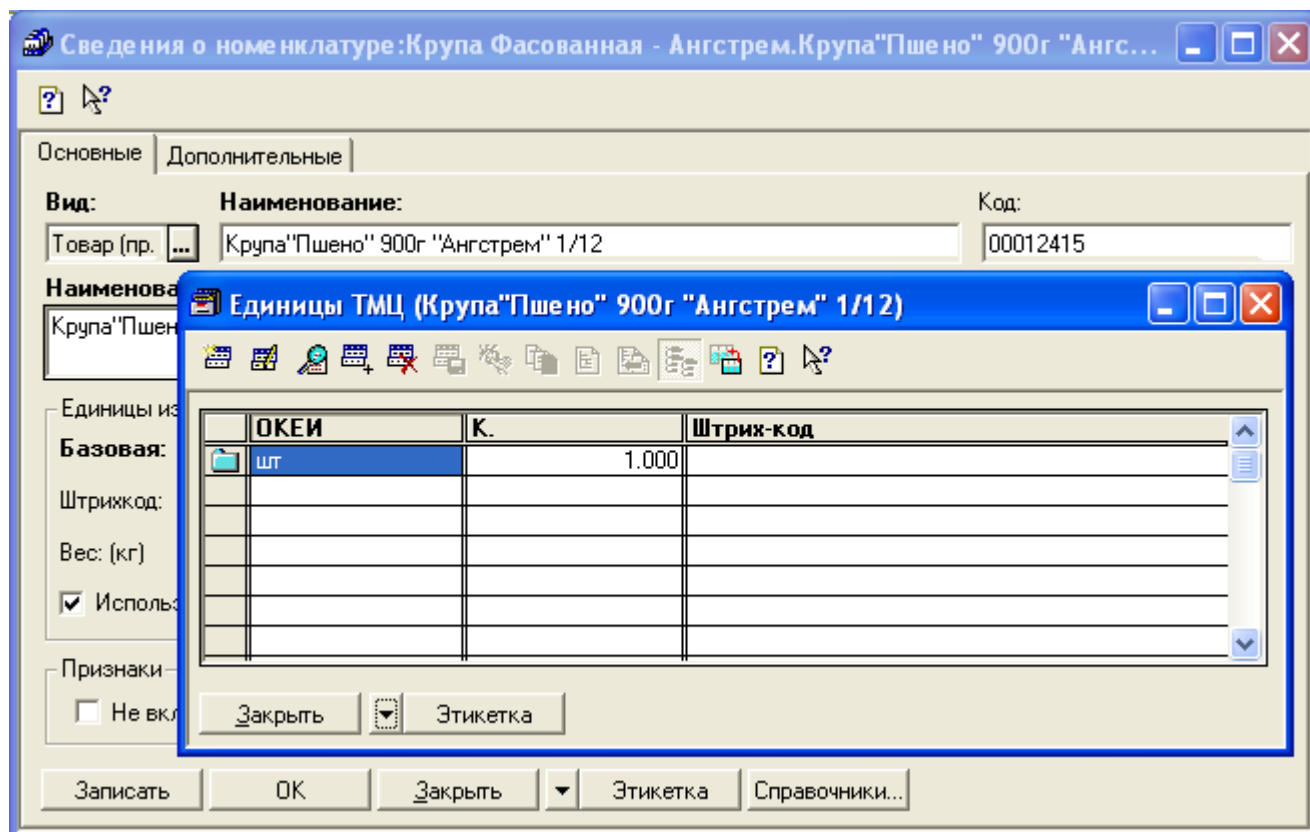 Сведения о номенклатуре:Крупа Фасованная - Ангстрем.Крупа"Пшено" 900г "Ангс...
Основные Дополнительные
Вид: Наименование: Код:
Товар (пр. ... Крупа"Пшено" 900г "Ангстрем" 1/12 00012415
Наименова
Единицы ТМЦ (Крупа"Пшено" 900г "Ангстрем" 1/12)
Крупа"Пшен
Единицы из
ОКЕИ К. Штрих-код
Базовая:
шт 1.000
Штрихкод:
Вес: (кг)
Использ
Признаки
Не вкл
Закрыть Этикетка
Записать OK Закрыть Этикетка Справочники...